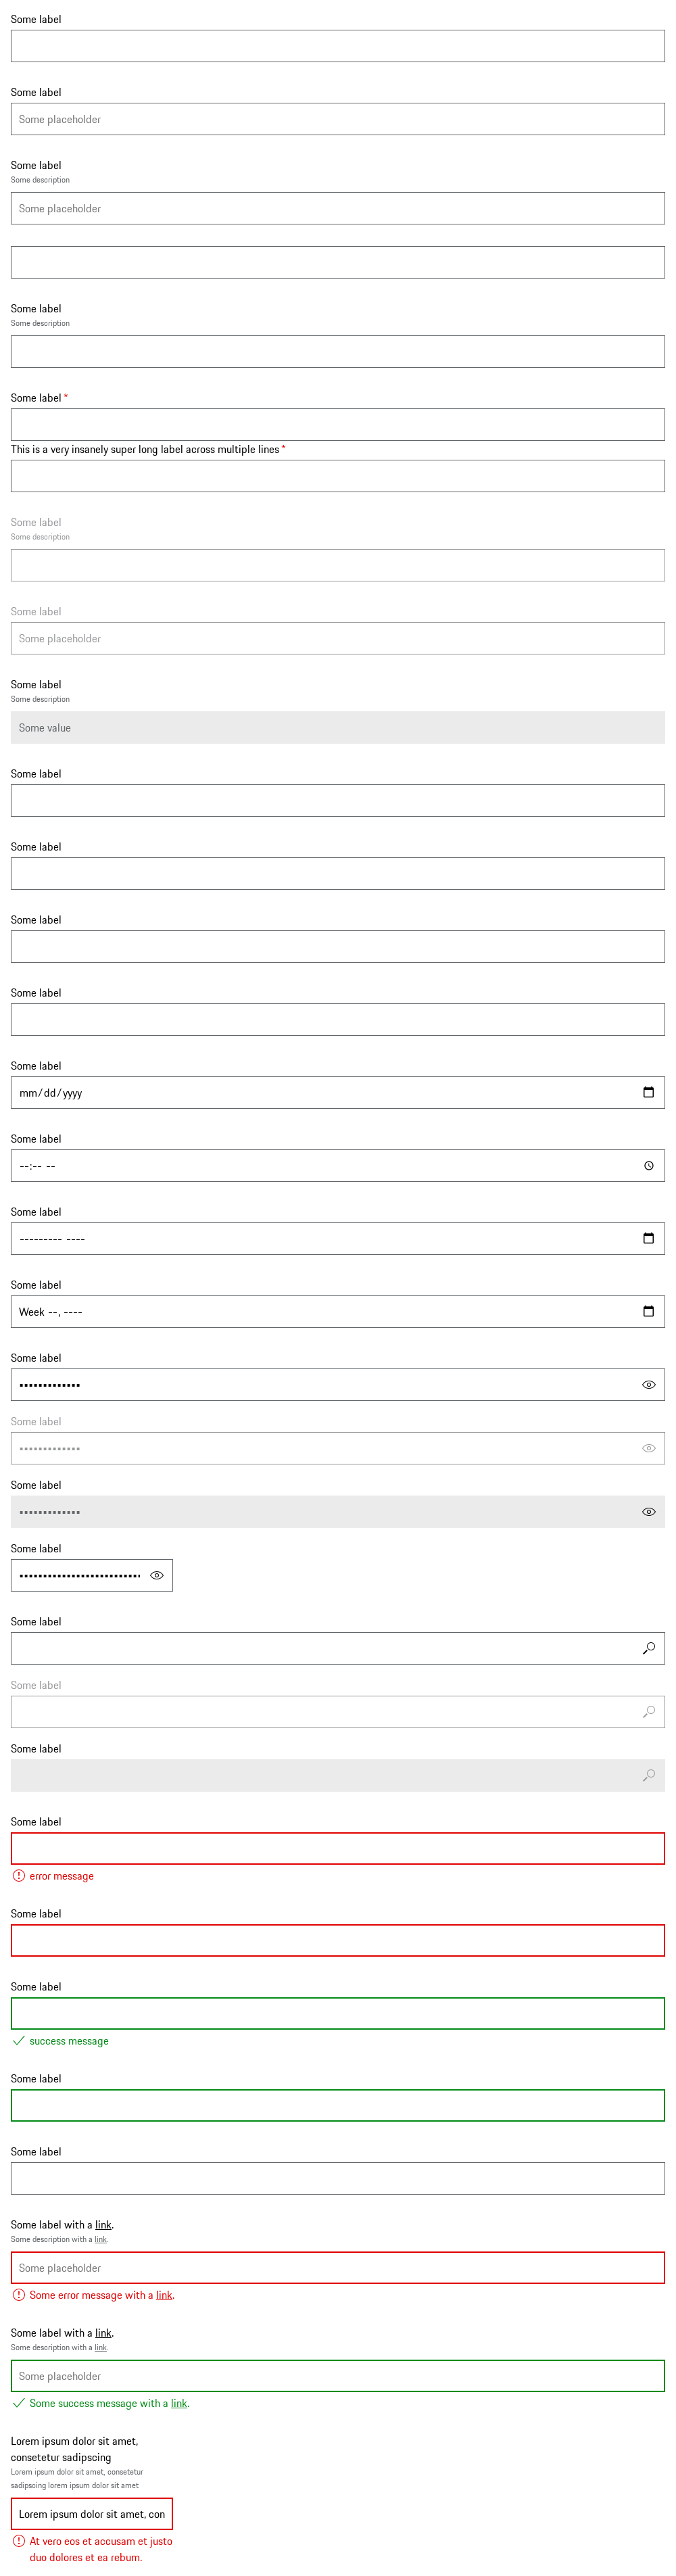 Some label
Some label
Some placeholder
Some label
Some description
Some placeholder
Some label
Some description
Some label *
This is a very insanely super long label across multiple lines *
Some label
Some description
Some label
Some placeholder
Some label
Some description
Some value
Some label
Some label
Some label
Some label
Some label
mm/dd/yyyy
Some label
--:-- --
Some label
--------- ----
Some label
Week --, ----
Some label
•••••••••••••
Some label
•••••••••••••
Some label
•••••••••••••
Some label
••••••••••••••••••••••••••
Some label
Some label
Some label
Some label
error message
Some label
Some label
success message
Some label
Some label
Some label with a link.
Some description with a link.
Some placeholder
Some error message with a link.
Some label with a link.
Some description with a link.
Some placeholder
Some success message with a link.
Lorem ipsum dolor sit amet,
consetetur sadipscing
Lorem ipsum dolor sit amet, consetetur
sadipscing lorem ipsum dolor sit amet
Lorem ipsum dolor sit amet, con
At vero eos et accusam et justo
duo dolores et ea rebum.